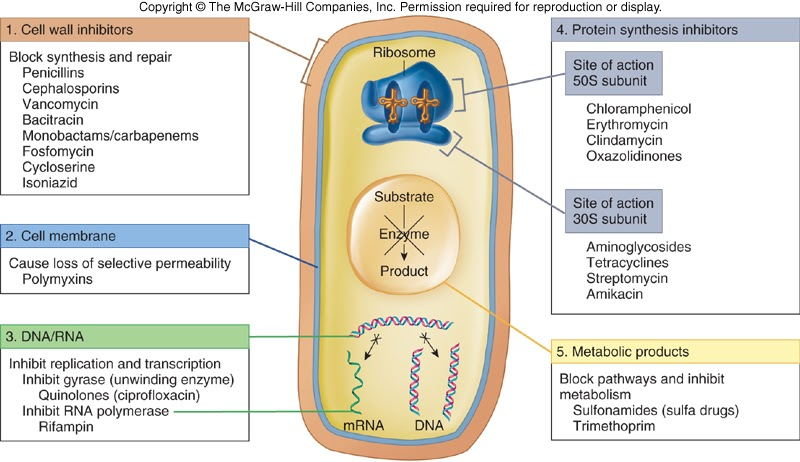 Copyright © The McGraw-Hill Companies, Inc. Permission required for reproduction or display.
1. Cell wall inhibitors
Block synthesis and repair
Penicillins
Cephalosporins
Vancomycin
Bacitracin
Monobactams/carbapenems
Fosfomycin
Cycloserine
Isoniazid
2. Cell membrane
Cause loss of selective permeability
Polymyxins
3. DNA/RNA
Inhibit replication and transcription
Inhibit gyrase (unwinding enzyme)
Quinolones (ciprofloxacin)
Inhibit RNA polymerase
Rifampin
Ribosome
Substrate
Enzyme
Product
mRNA
DNA
4. Protein synthesis inhibitors
Site of action
50S subunit
Chloramphenicol
Erythromycin
Clindamycin
Oxazolidinones
Site of action
30S subunit
Aminoglycosides
Tetracyclines
Streptomycin
Amikacin
5. Metabolic products
Block pathways and inhibit
metabolism
Sulfonamides (sulfa drugs)
Trimethoprim